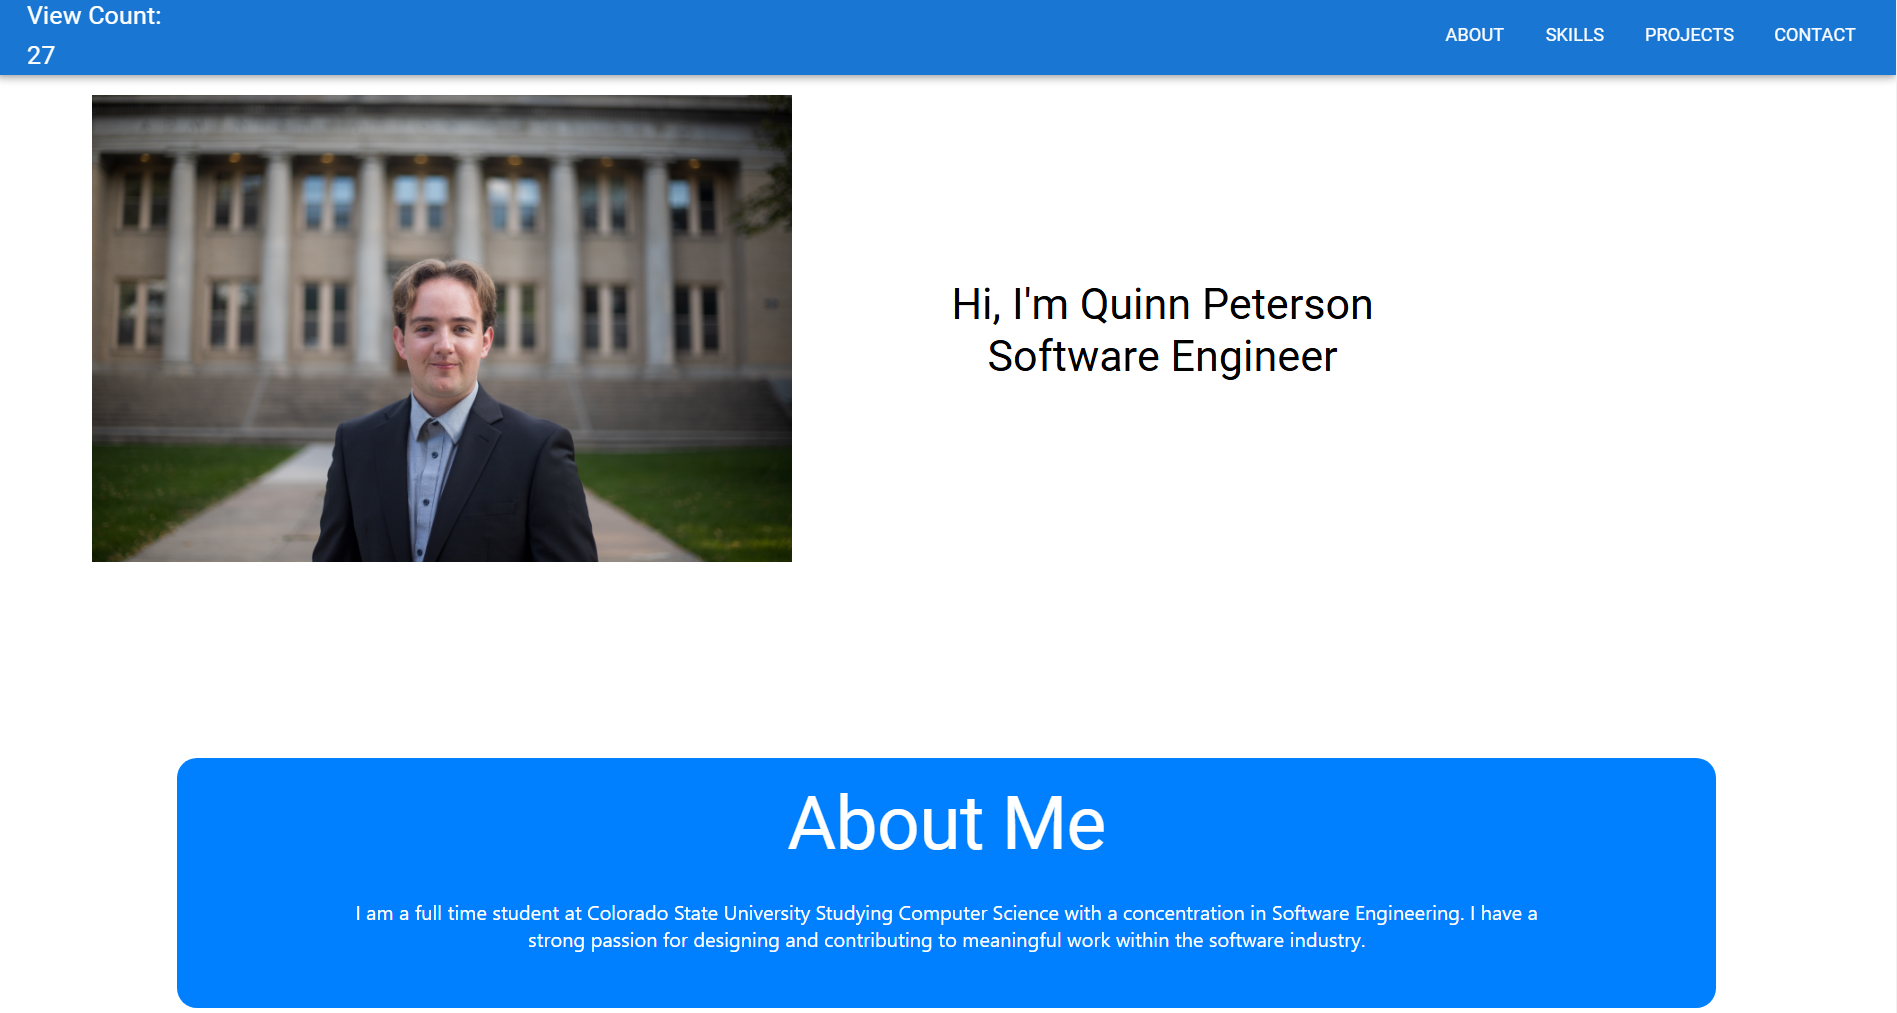 View Count:
27
ABOUT SKILLS PROJECTS CONTACT
Hi, I'm Quinn Peterson
Software Engineer
About Me
I am a full time student at Colorado State University Studying Computer Science with a concentration in Software Engineering. I have a
strong passion for designing and contributing to meaningful work within the software industry.